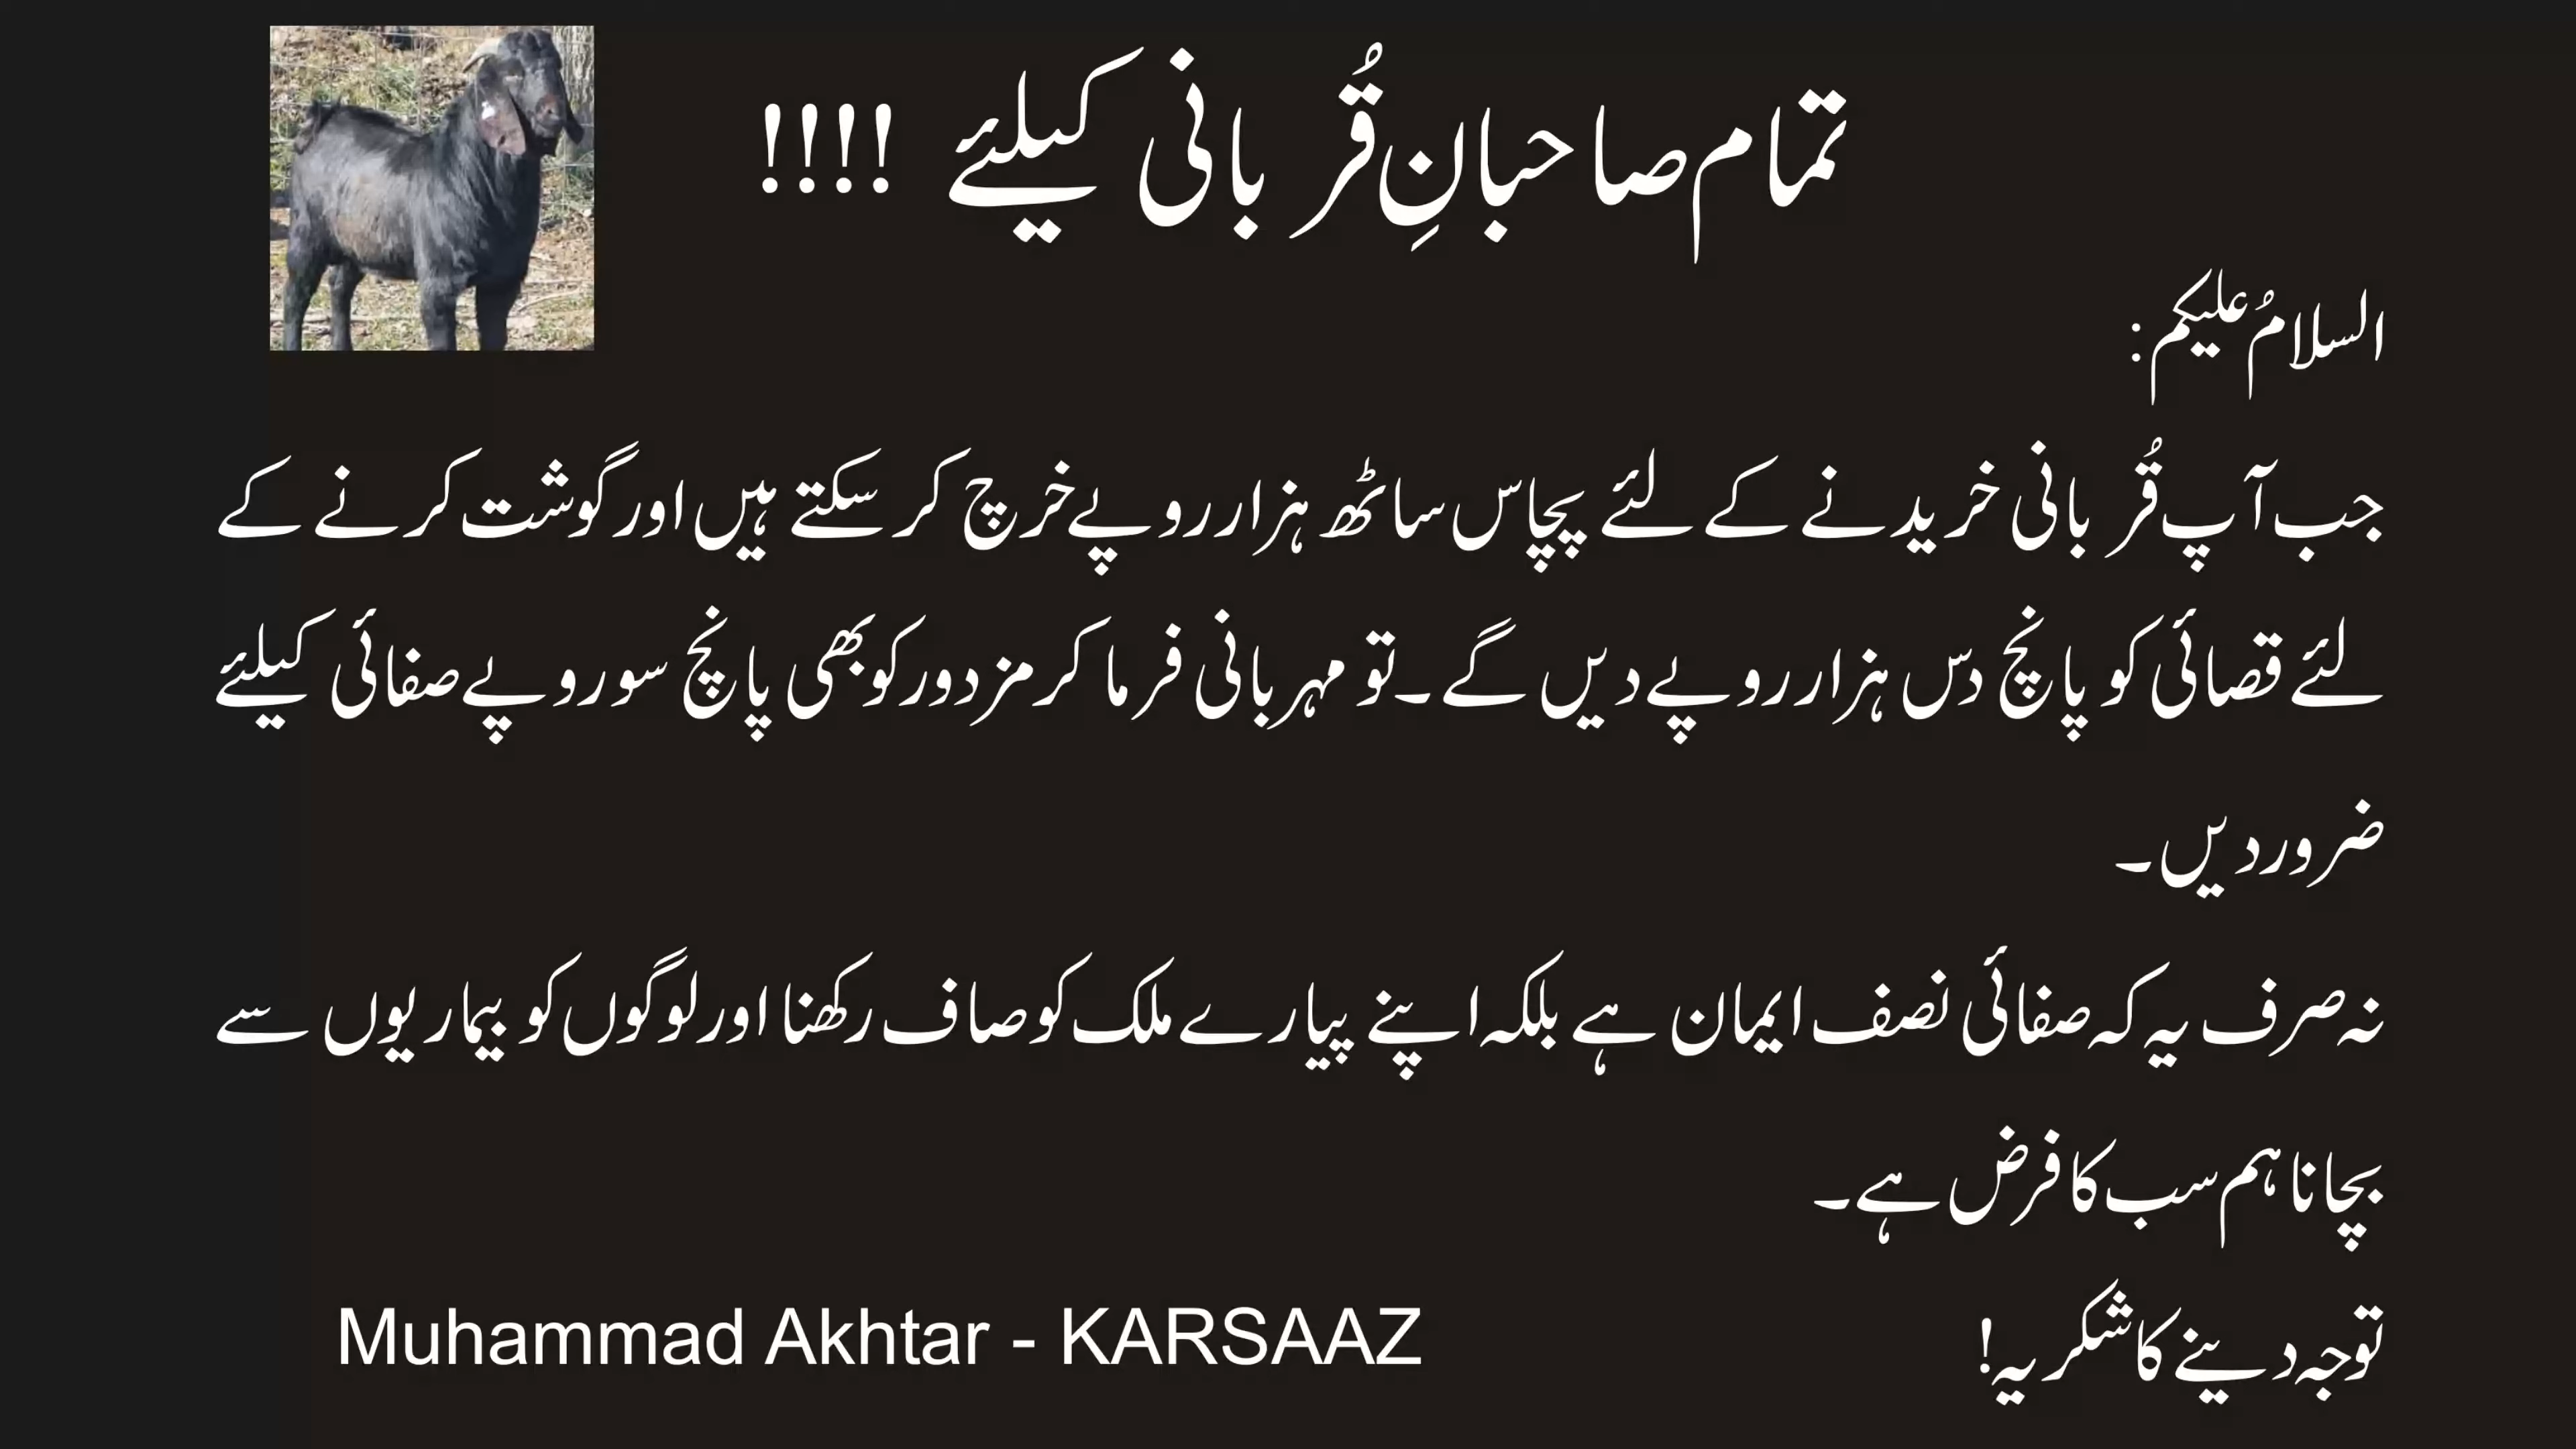 تمام صاحبانِ قُربانی کیلئے !!!!
السلامُ علیکم:
جب آپ قُربانی خریدنے کے لئے پچاس ساٹھ ہزار روپے خرچ کر سکتے ہیں اور گوشت کرنے کے
لئے قصائی کو پانچ دس ہزار روپے دیں گے۔ تو مہربانی فرما کر مزدور کو بھی پانچ سو روپے صفائی کیلئے
ضرور دیں۔
نہ صرف یہ کہ صفائی نصف ایمان ہے بلکہ اپنے پیارے ملک کو صاف رکھنا اور لوگوں کو بیماریوں سے
بچانا ہم سب کا فرض ہے۔
توجہ دینے کا شکریہ!
Muhammad Akhtar - KARSAAZ